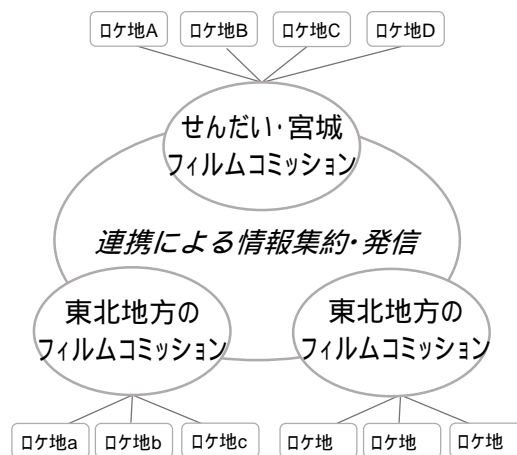 ロケ地A
ロケ地B
ロケ地C
ロケ地D
せんだい・宮城
フィルムコミッション
連携による情報集約・発信
東北地方の
フィルムコミッション
東北地方の
フィルムコミッション
ロケ地a
ロケ地b
ロケ地c
ロケ地
ロケ地
ロケ地